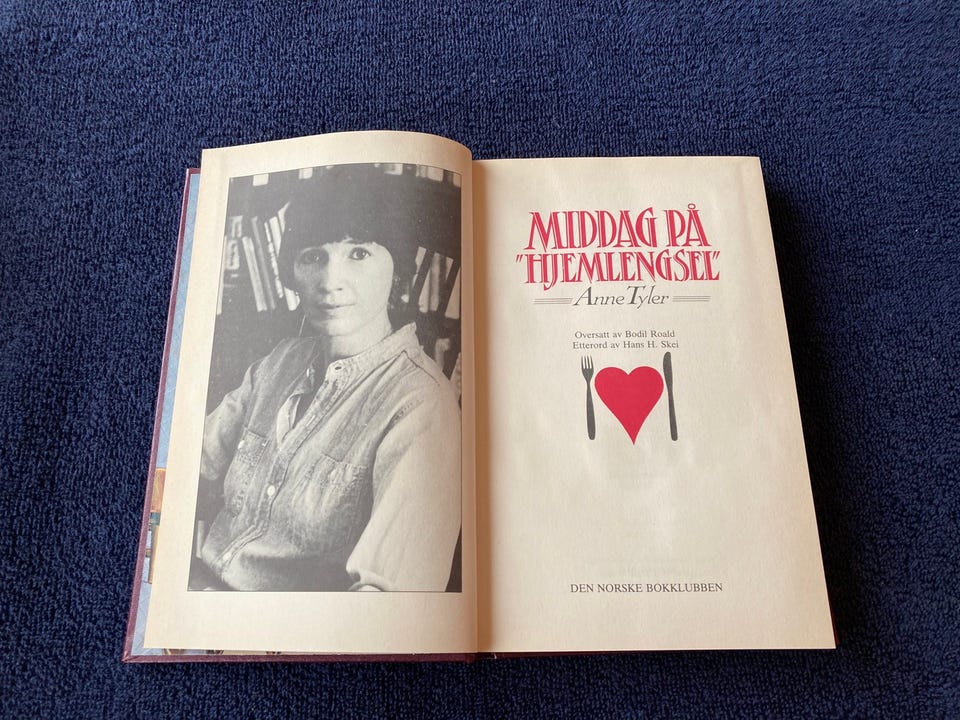 MIDDAG PÅ
"HJEMLENGSEL"
Anne Tyler
Oversatt av Bodil Roald
Etterord av Hans H. Skei
DEN NORSKE BOKKLUBBEN